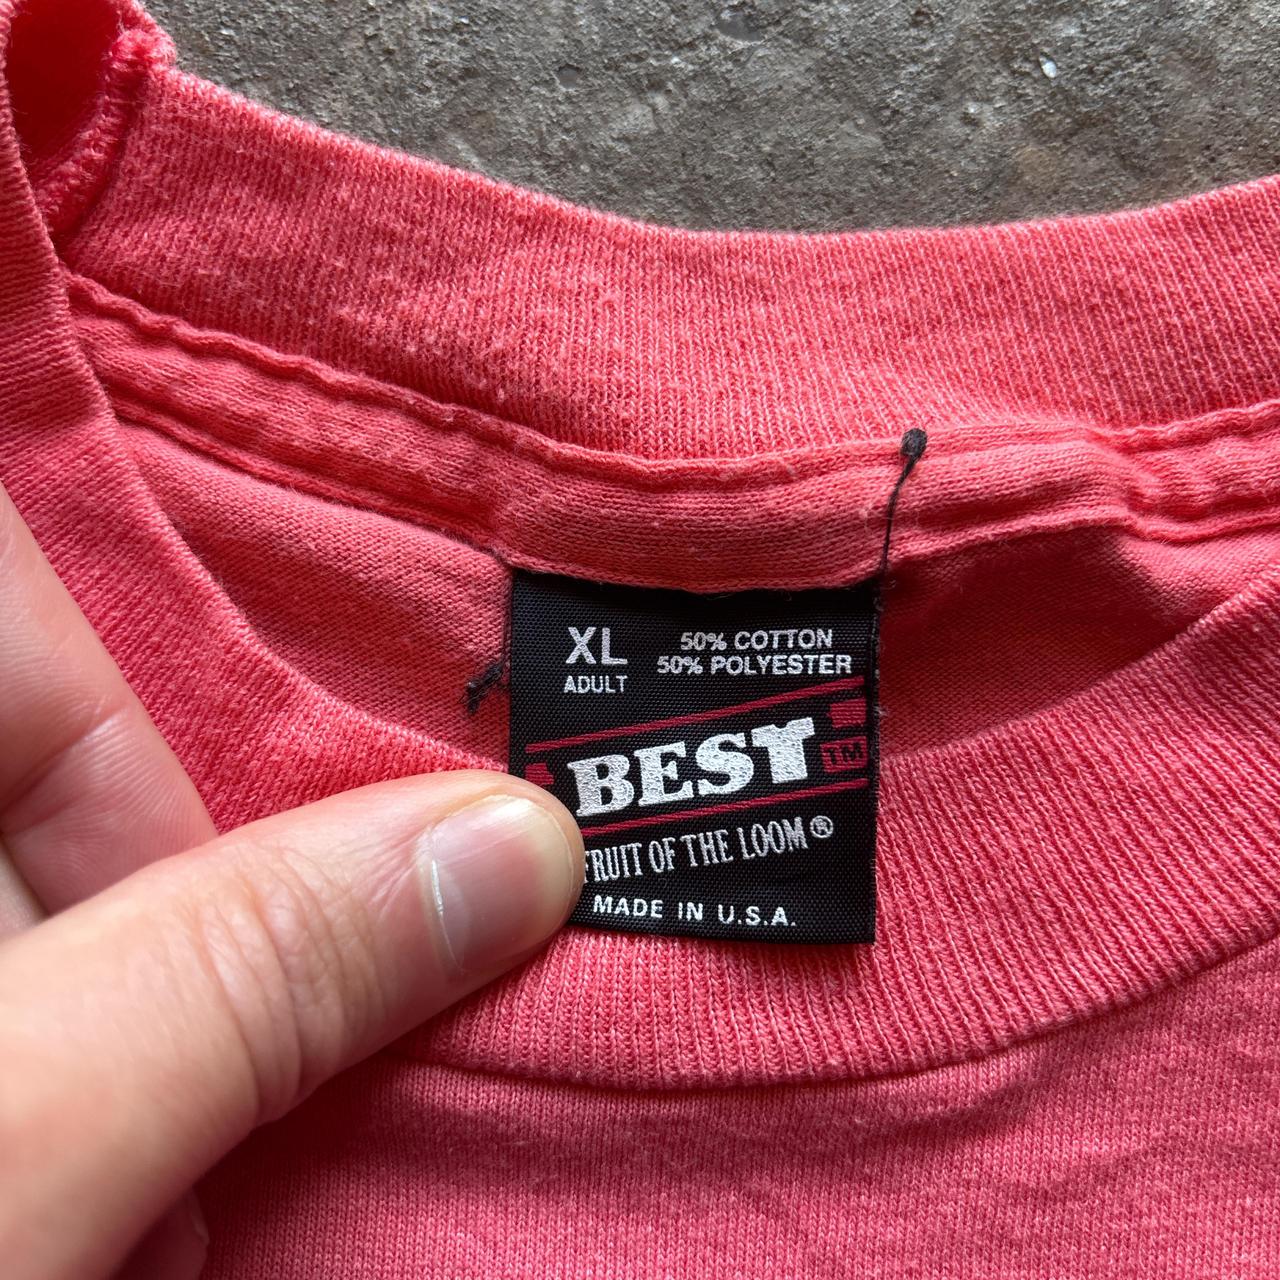 XL
ADULT
50% COTTON
50% POLYESTER
BEST
TM
FRUIT OF THE LOOM®
MADE IN U.S.A.